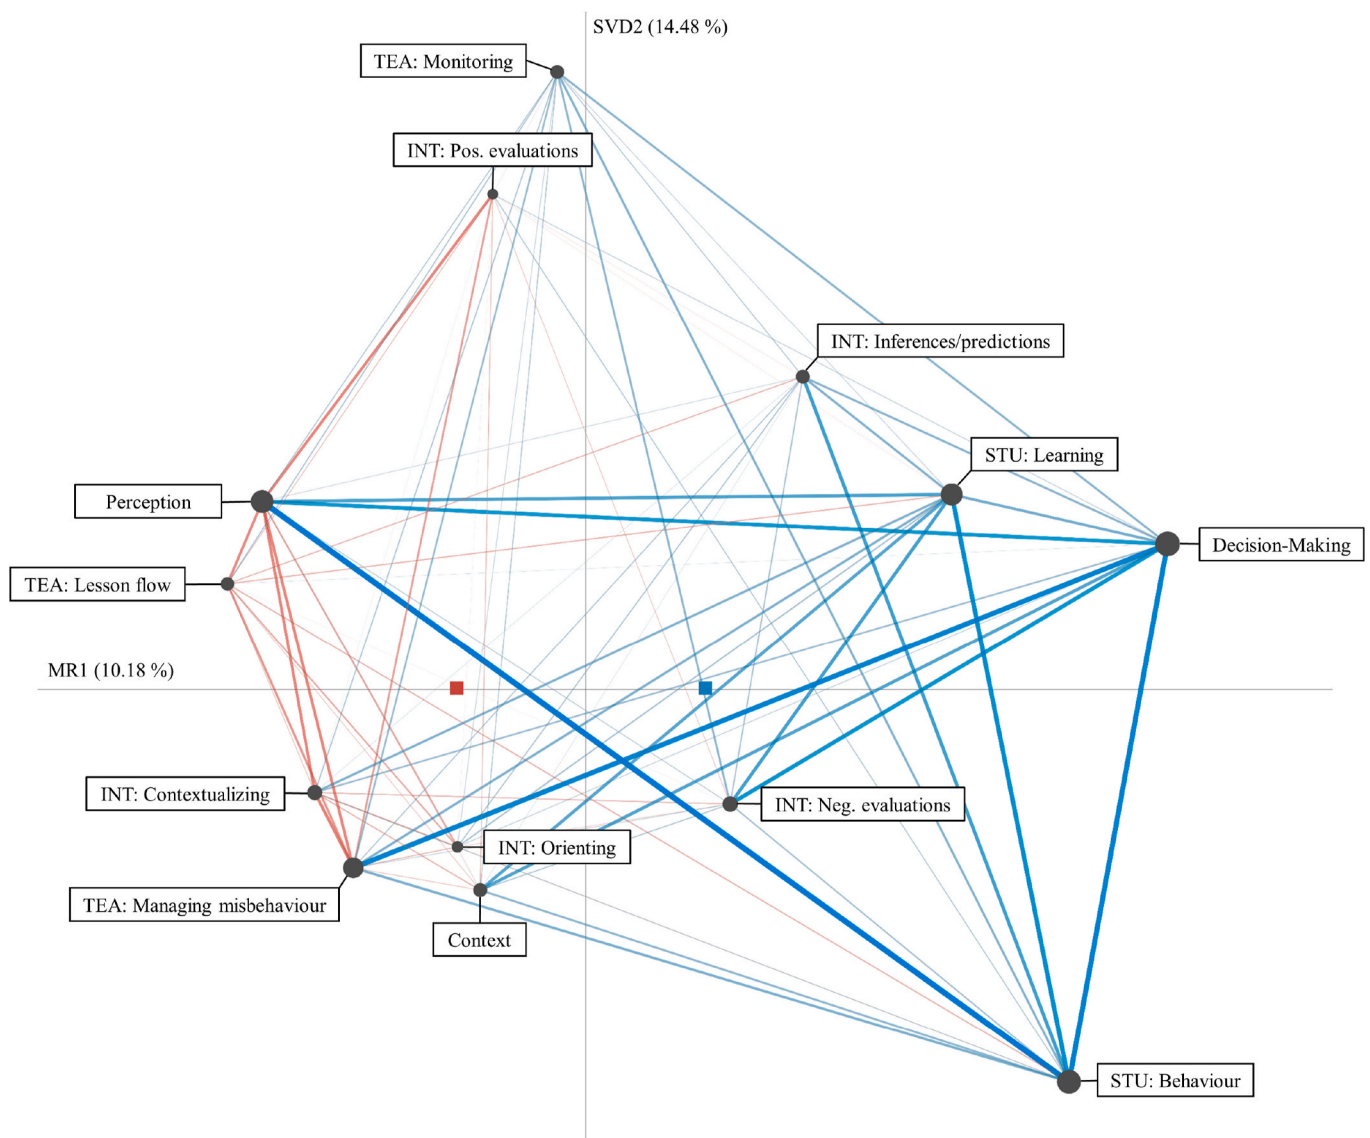 SVD2 (14.48 %)
TEA: Monitoring
INT: Pos. evaluations
INT: Inferences/predictions
STU: Learning
Perception
Decision-Making
TEA: Lesson flow
MR1 (10.18 %)
INT: Contextualizing
INT: Neg. evaluations
INT: Orienting
TEA: Managing misbehaviour
Context
STU: Behaviour